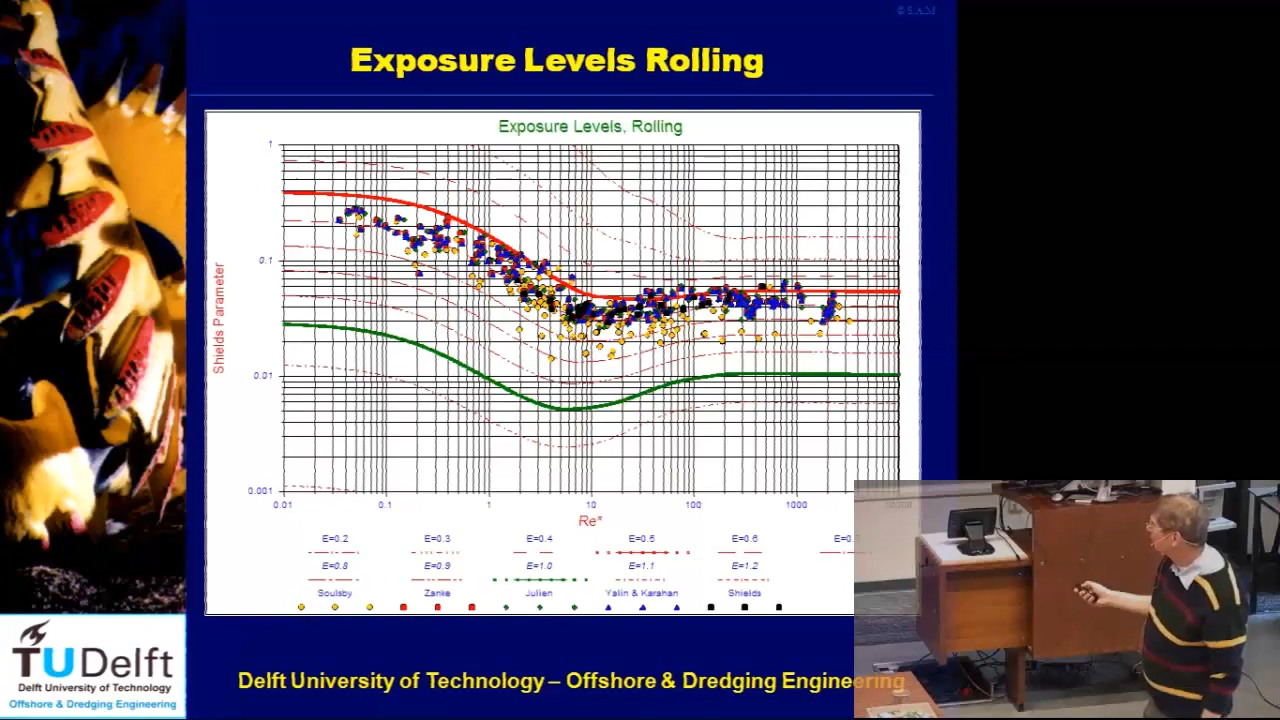 © S.A.M
Exposure Levels Rolling
Exposure Levels, Rolling
1
0.1
0.01
0.001
Shields Parameter
0.01 0.1 1 10 100 1000
Re*
E=0.2 E=0.3 E=0.4 E=0.5 E=0.6
E=0.8 E=0.9 E=1.0 E=1.1 E=1.2
Soulsby Zanke Julien Yalin & Karahan Shields
TUDelft
Delft University of Technology
Offshore & Dredging Engineering
Delft University of Technology – Offshore & Dredging Engineering